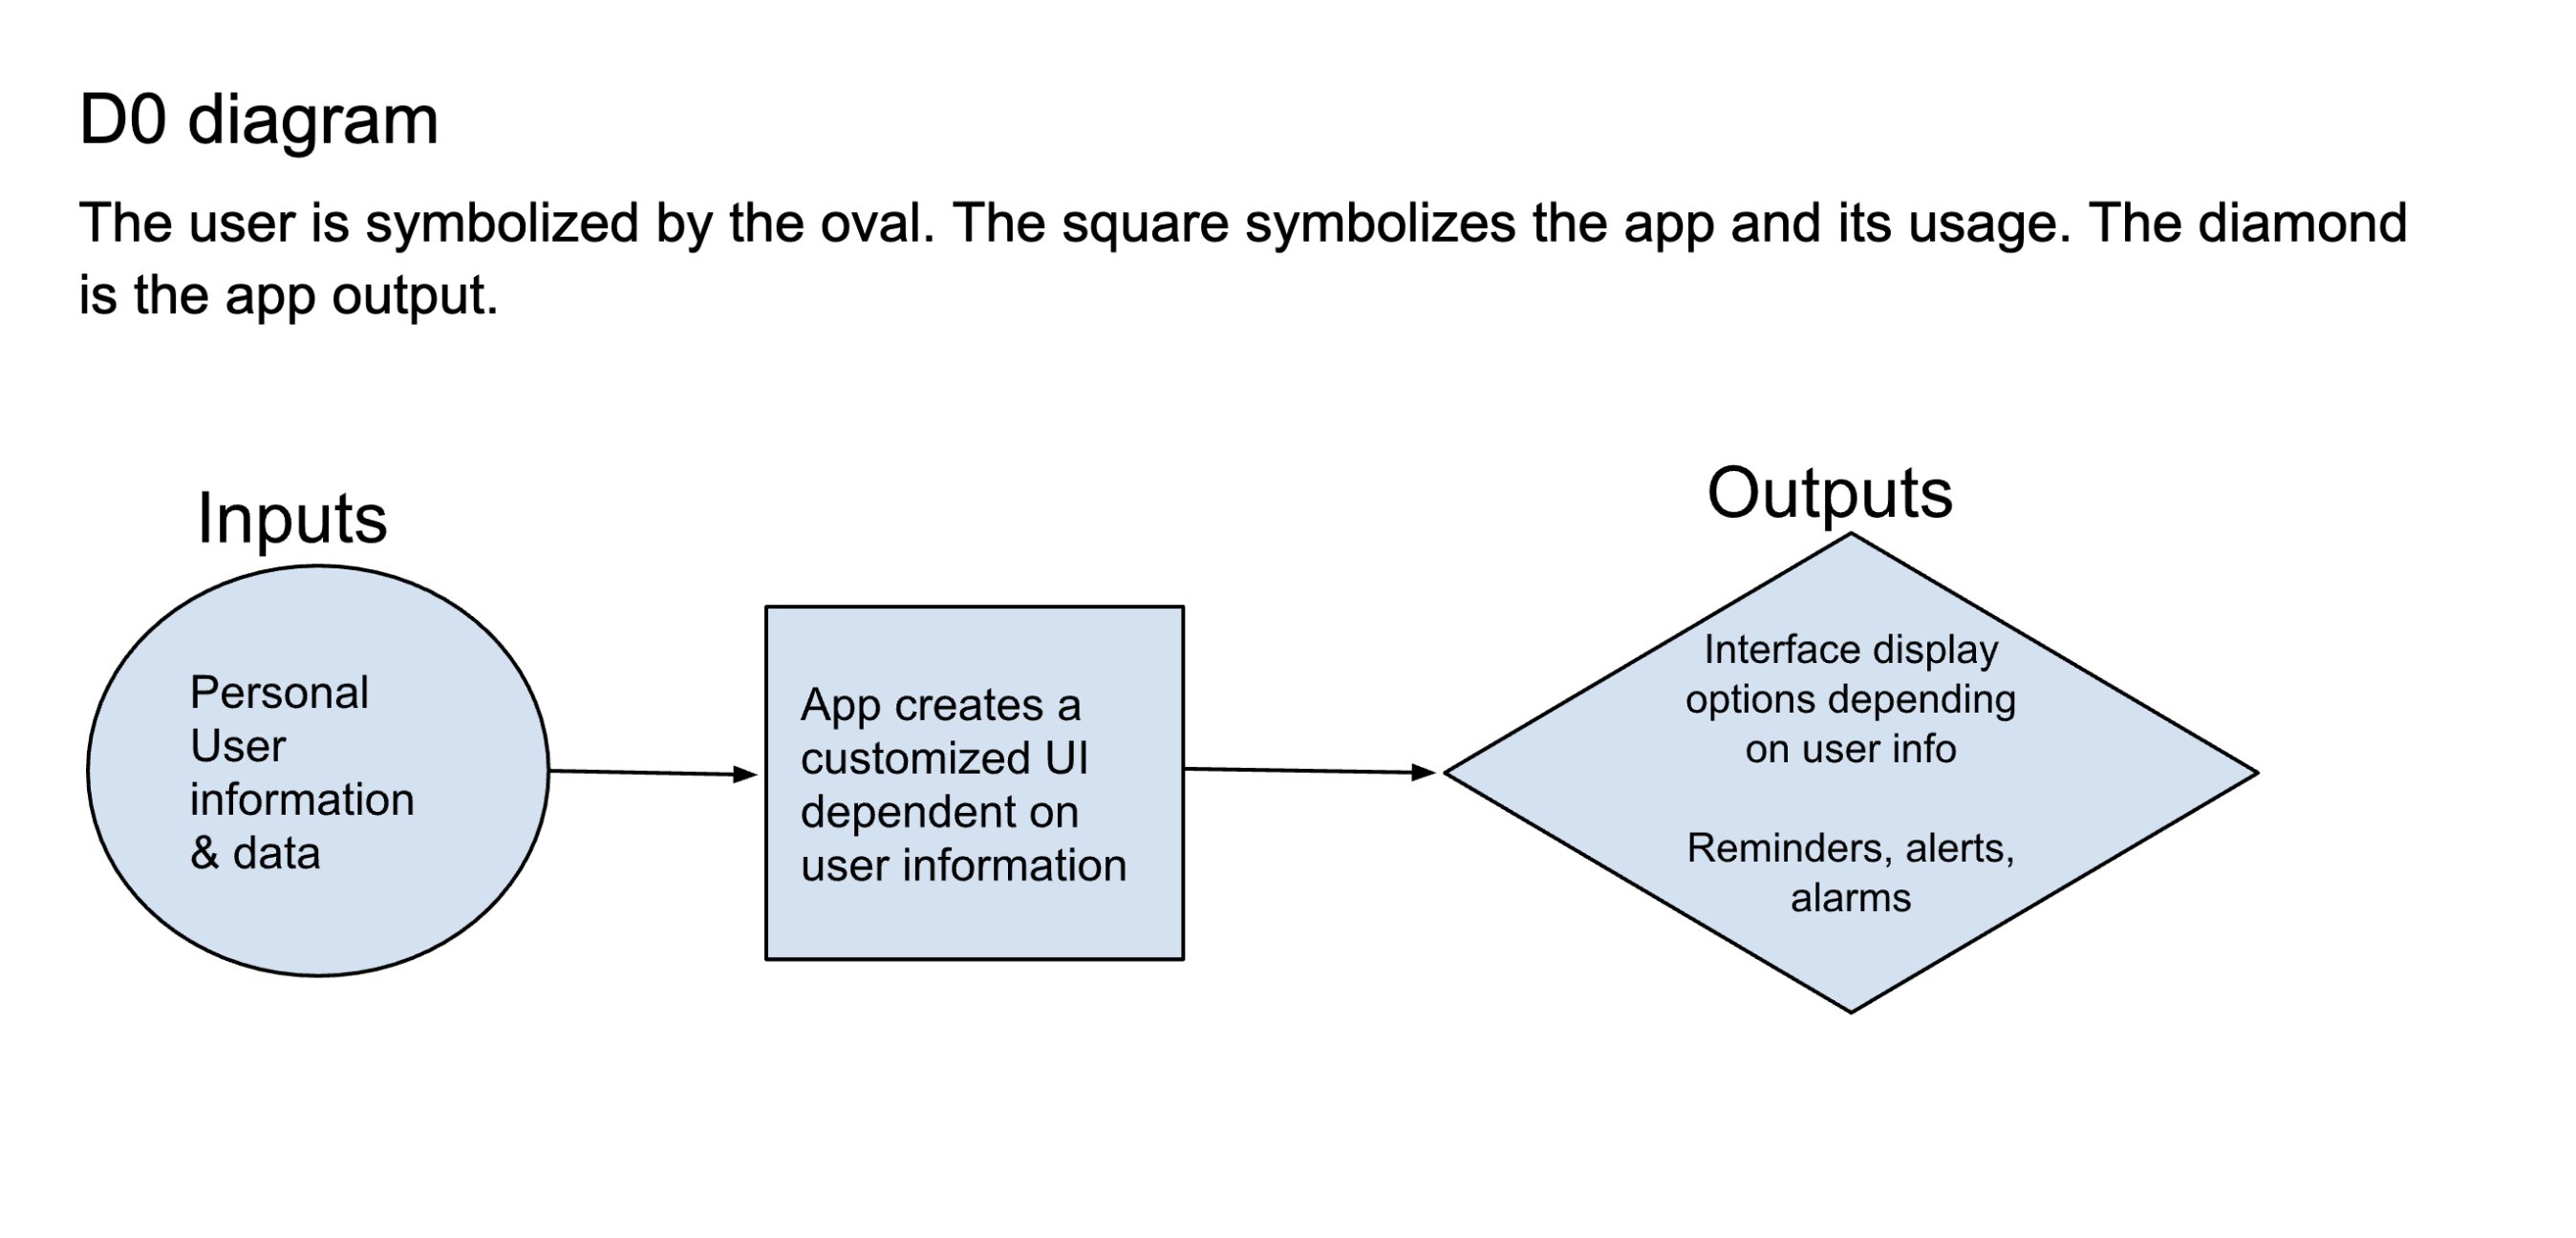 D0 diagram
The user is symbolized by the oval. The square symbolizes the app and its usage. The diamond
is the app output.
Inputs
Personal
User
information
& data
App creates a
customized UI
dependent on
user information
Outputs
Interface display
options depending
on user info
Reminders, alerts,
alarms